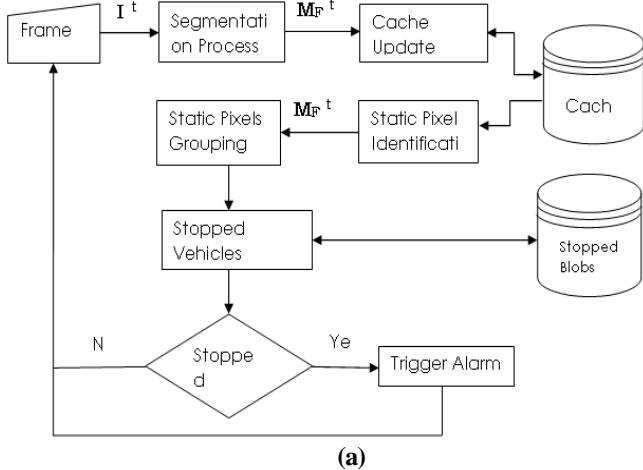 Frame
I t
Segmentati
on Process
MF t
Cache
Update
Cach
Static Pixels
Grouping
MF t
Static Pixel
Identificati
Stopped
Vehicles
Stopped
Blobs
N
Stoppe
d
Ye
Trigger Alarm
(a)